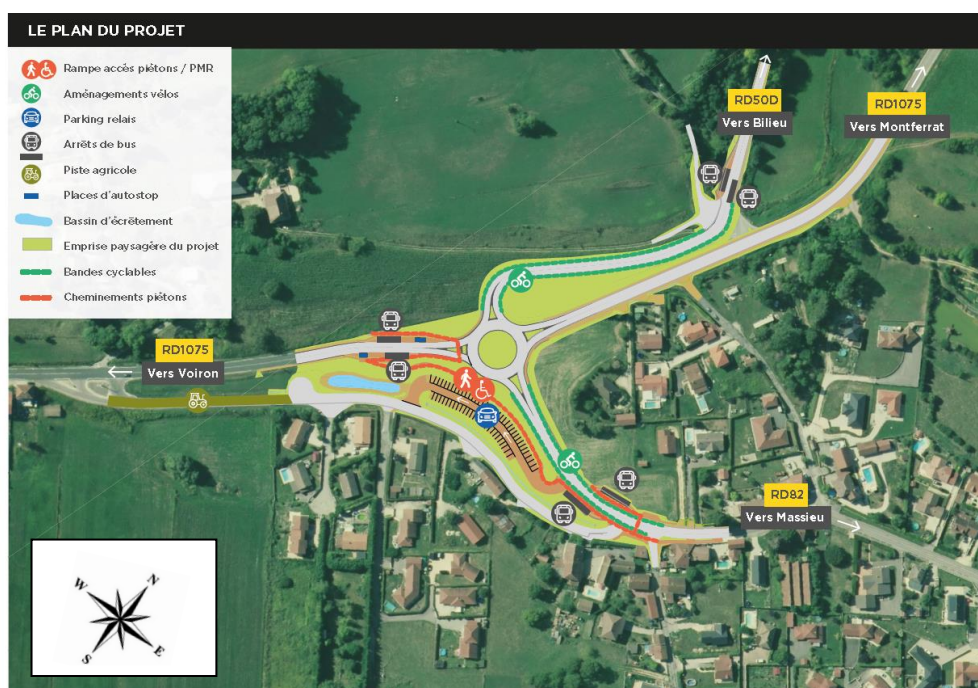 LE PLAN DU PROJET
Rampe accès piétons / PMR
Aménagements vélos
Parking relais
Arrêts de bus
Piste agricole
Places d'autostop
Bassin d'écrêtement
Emprise paysagère du projet
Bandes cyclables
Cheminements piétons
RD50D
Vers Bilieu
RD1075
Vers Montferrat
RD1075
Vers Voiron
RD82
Vers Massieu
W
N
S
E